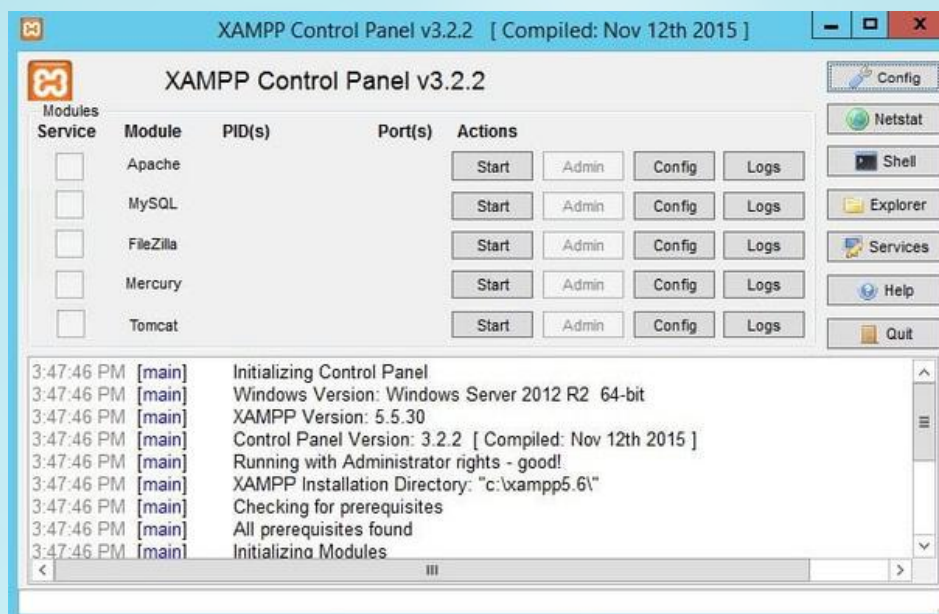 XAMPP Control Panel v3.2.2 [ Compiled: Nov 12th 2015 ]
XAMPP Control Panel v3.2.2
Config
Modules
Service Module PID(s) Port(s) Actions
Netstat
Apache Start Admin Config Logs
Shell
MySQL Start Admin Config Logs
Explorer
FileZilla Start Admin Config Logs
Services
Mercury Start Admin Config Logs
Help
Tomcat Start Admin Config Logs
Quit
3:47:46 PM [main] Initializing Control Panel
3:47:46 PM [main] Windows Version: Windows Server 2012 R2 64-bit
3:47:46 PM [main] XAMPP Version: 5.5.30
3:47:46 PM [main] Control Panel Version: 3.2.2 [ Compiled: Nov 12th 2015 ]
3:47:46 PM [main] Running with Administrator rights - good!
3:47:46 PM [main] XAMPP Installation Directory: "c:\xampp5.6\"
3:47:46 PM [main] Checking for prerequisites
3:47:46 PM [main] All prerequisites found
3:47:46 PM [main] Initializing Modules